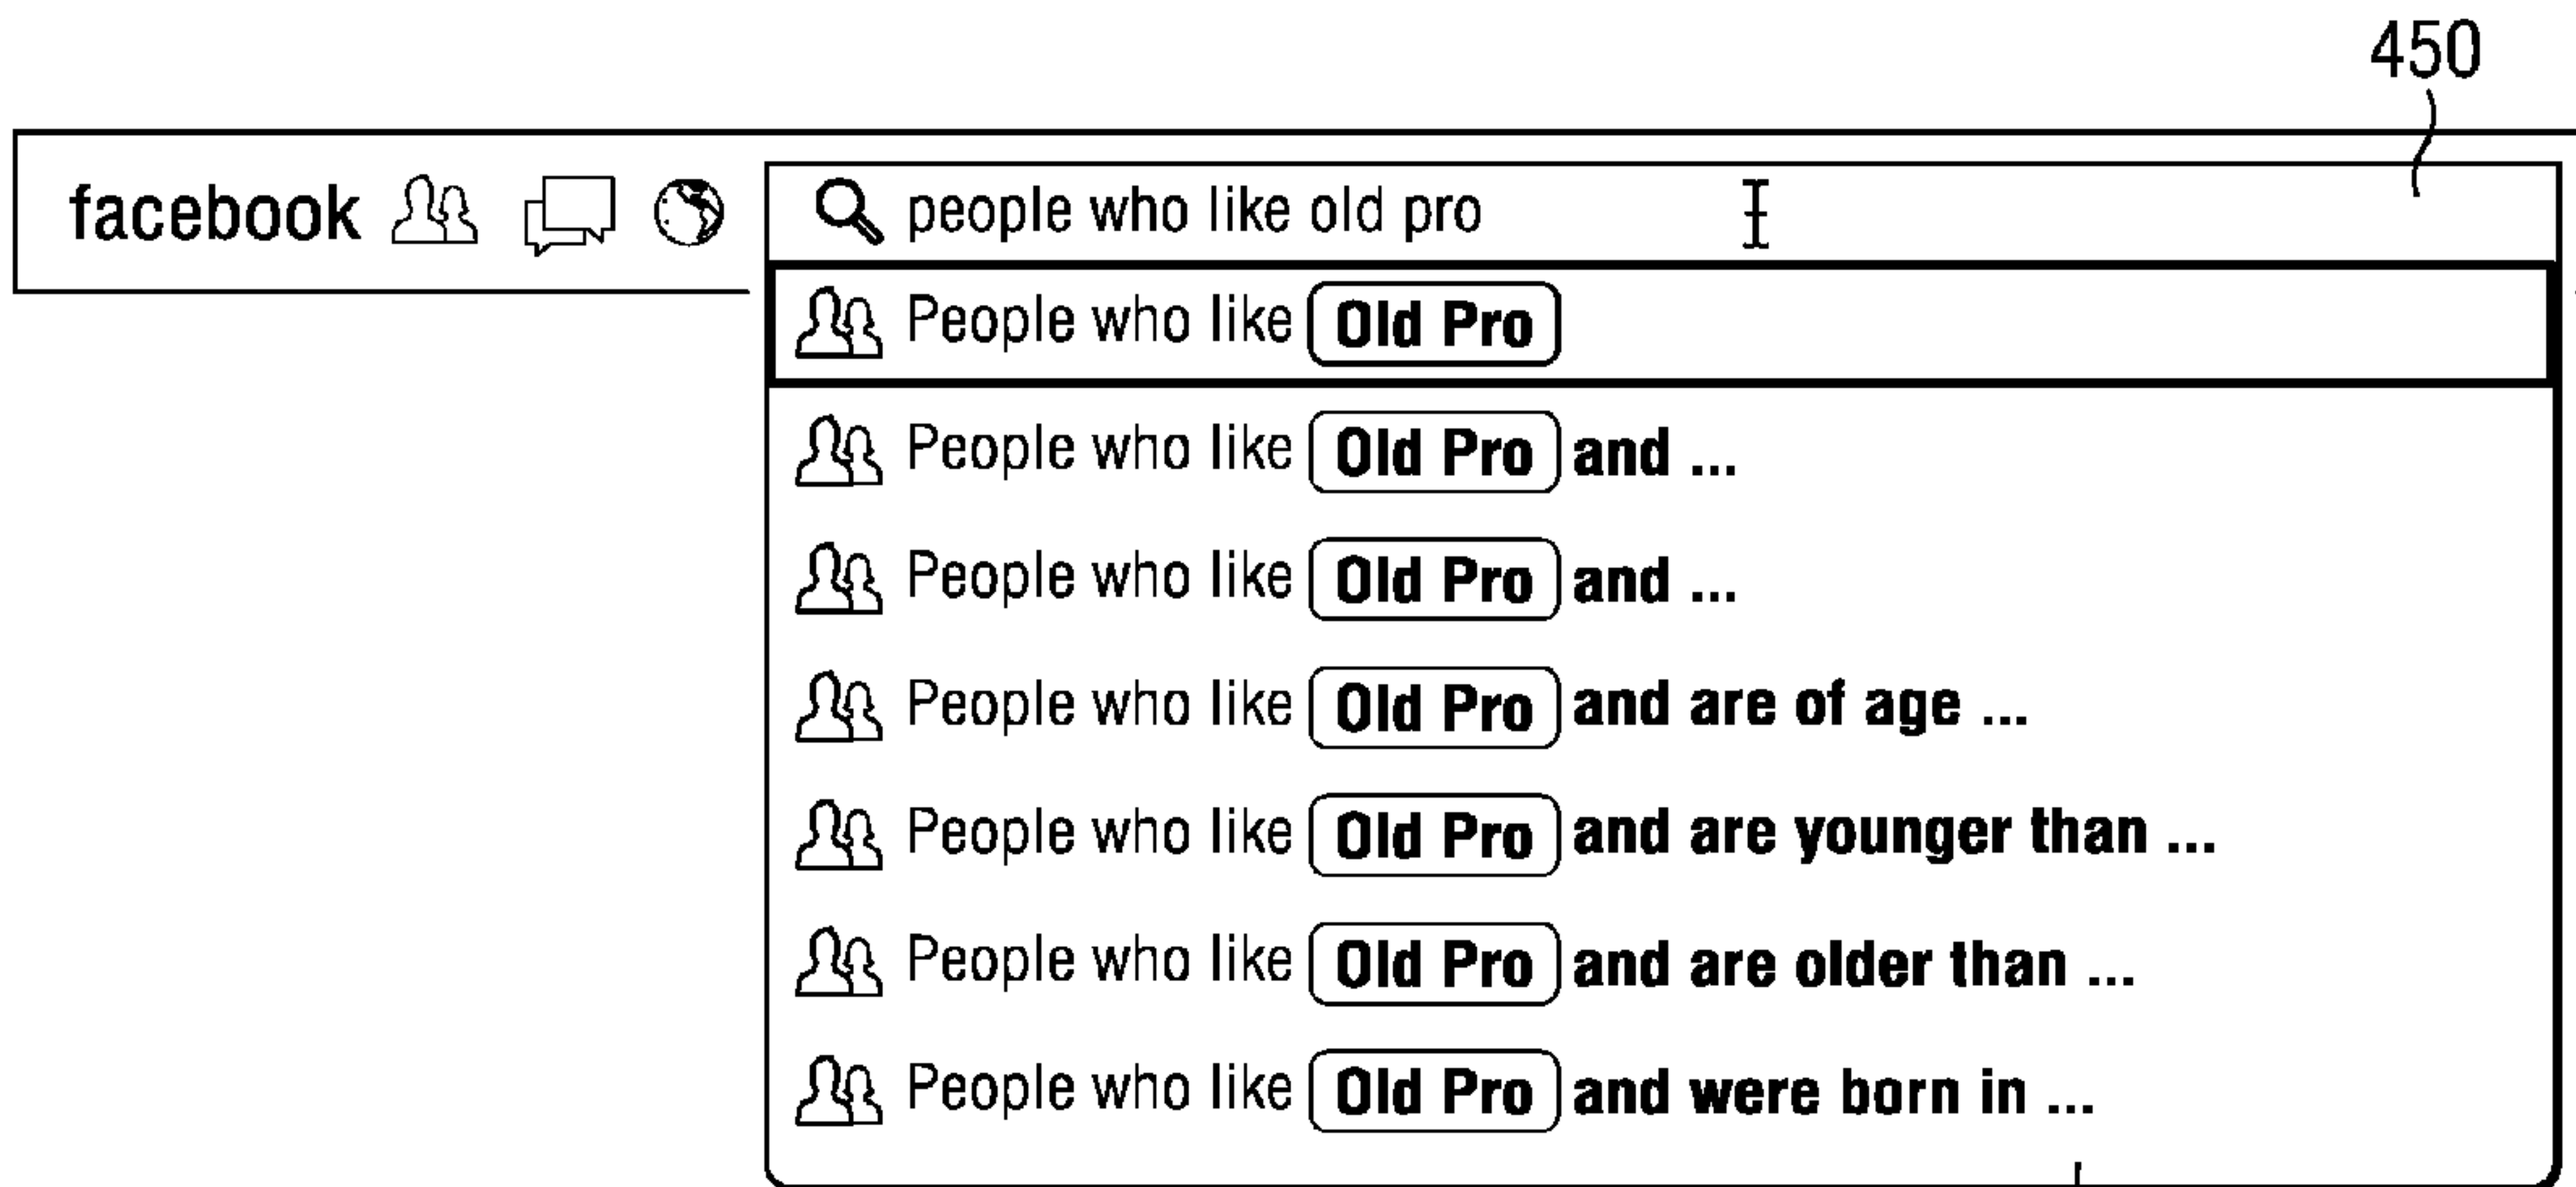 450
facebook people who like old pro
People who like Old Pro
People who like Old Pro and ...
People who like Old Pro and ...
People who like Old Pro and are of age ...
People who like Old Pro and are younger than ...
People who like Old Pro and are older than ...
People who like Old Pro and were born in ...